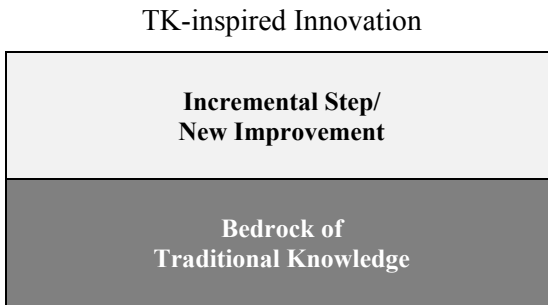 TK-inspired Innovation
Incremental Step/
New Improvement
Bedrock of
Traditional Knowledge